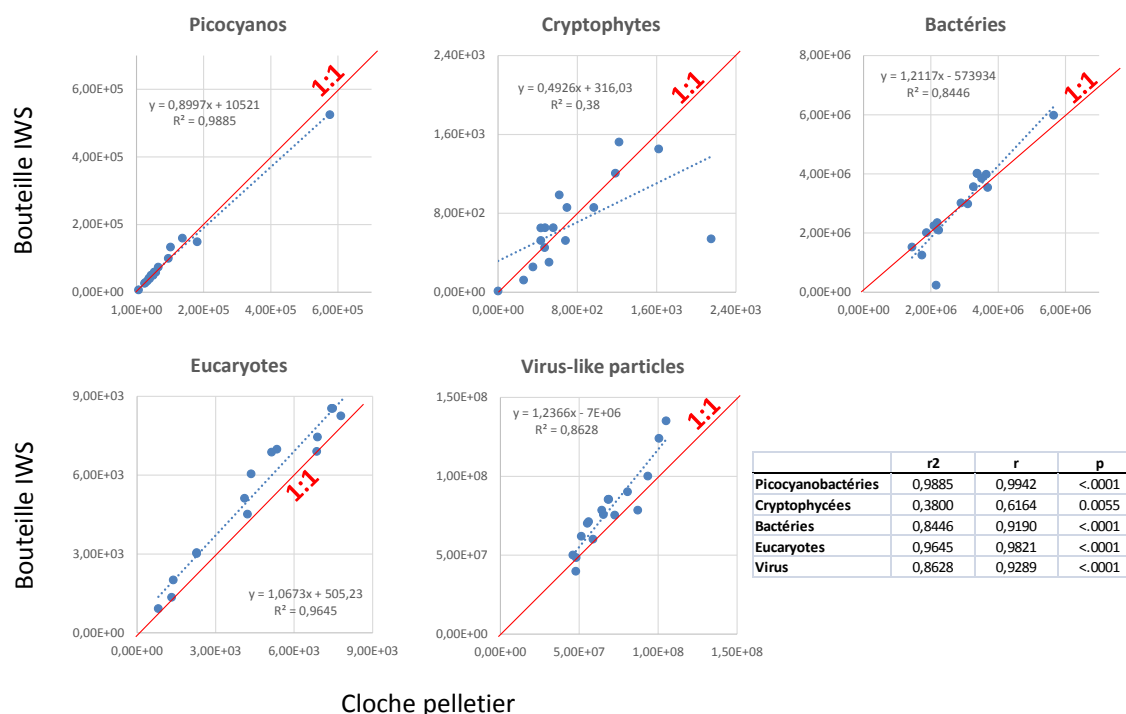 Picocyanos
Cryptophytes
Bactéries
Bouteille IWS
6,00E+05
4,00E+05
2,00E+05
0,00E+00
1,00E+03
2,00E+05
4,00E+05
6,00E+05
y = 0,8997x + 10521
R² = 0,9885
1:1
2,40E+03
1,60E+03
8,00E+02
0,00E+00
0,00E+00
8,00E+02
1,60E+03
2,40E+03
y = 0,4926x + 316,03
R² = 0,38
1:1
8,00E+06
6,00E+06
4,00E+06
2,00E+06
0,00E+00
0,00E+00
2,00E+06
4,00E+06
6,00E+06
y = 1,2117x - 573934
R² = 0,8446
1:1
Eucaryotes
Virus-like particles
Bouteille IWS
9,00E+03
6,00E+03
3,00E+03
0,00E+00
0,00E+00
3,00E+03
6,00E+03
9,00E+03
1:1
y = 1,0673x + 505,23
R² = 0,9645
1,50E+08
1,00E+08
5,00E+07
0,00E+00
0,00E+00
5,00E+07
1,00E+08
1,50E+08
y = 1,2366x - 7E+06
R² = 0,8628
1:1
r2 r p
Picocyanobactéries 0,9885 0,9942 <.0001
Cryptophycées 0,3800 0,6164 0.0055
Bactéries 0,8446 0,9190 <.0001
Eucaryotes 0,9645 0,9821 <.0001
Virus 0,8628 0,9289 <.0001
Cloche pelletier